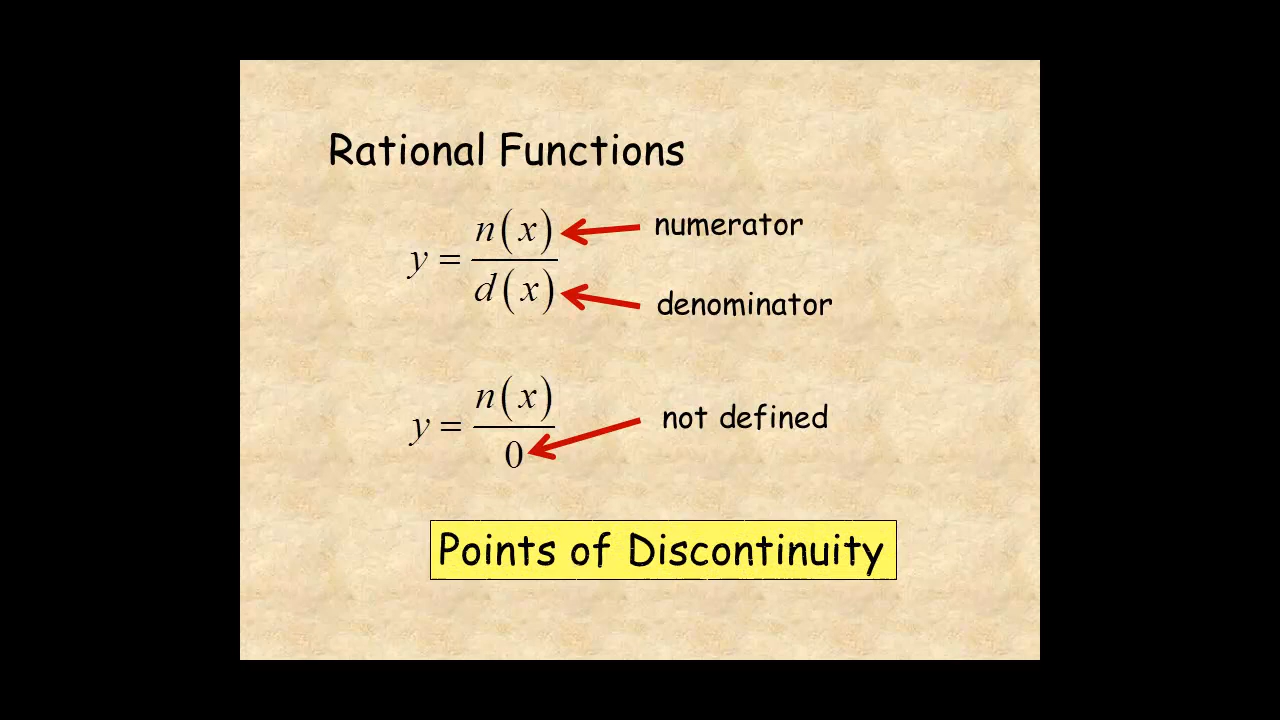 Rational Functions
y = n(x) / d(x)
numerator
denominator
y = n(x) / 0
not defined
Points of Discontinuity